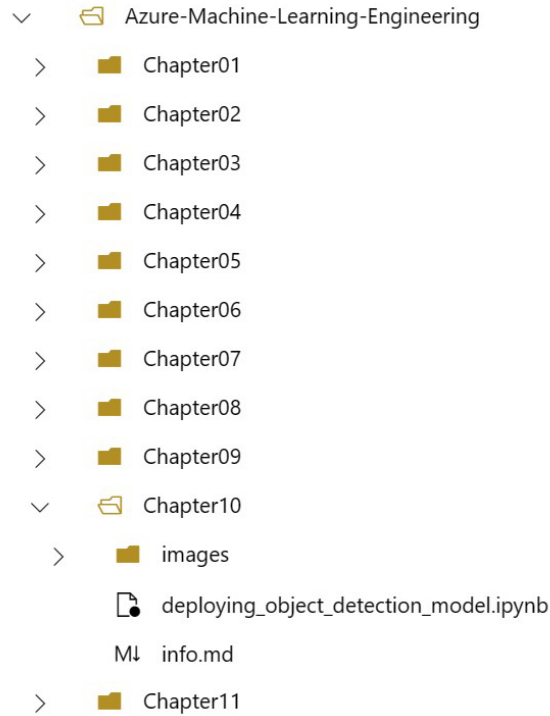 Azure-Machine-Learning-Engineering
Chapter01
Chapter02
Chapter03
Chapter04
Chapter05
Chapter06
Chapter07
Chapter08
Chapter09
Chapter10
images
deploying_object_detection_model.ipynb
M↓ info.md
Chapter11